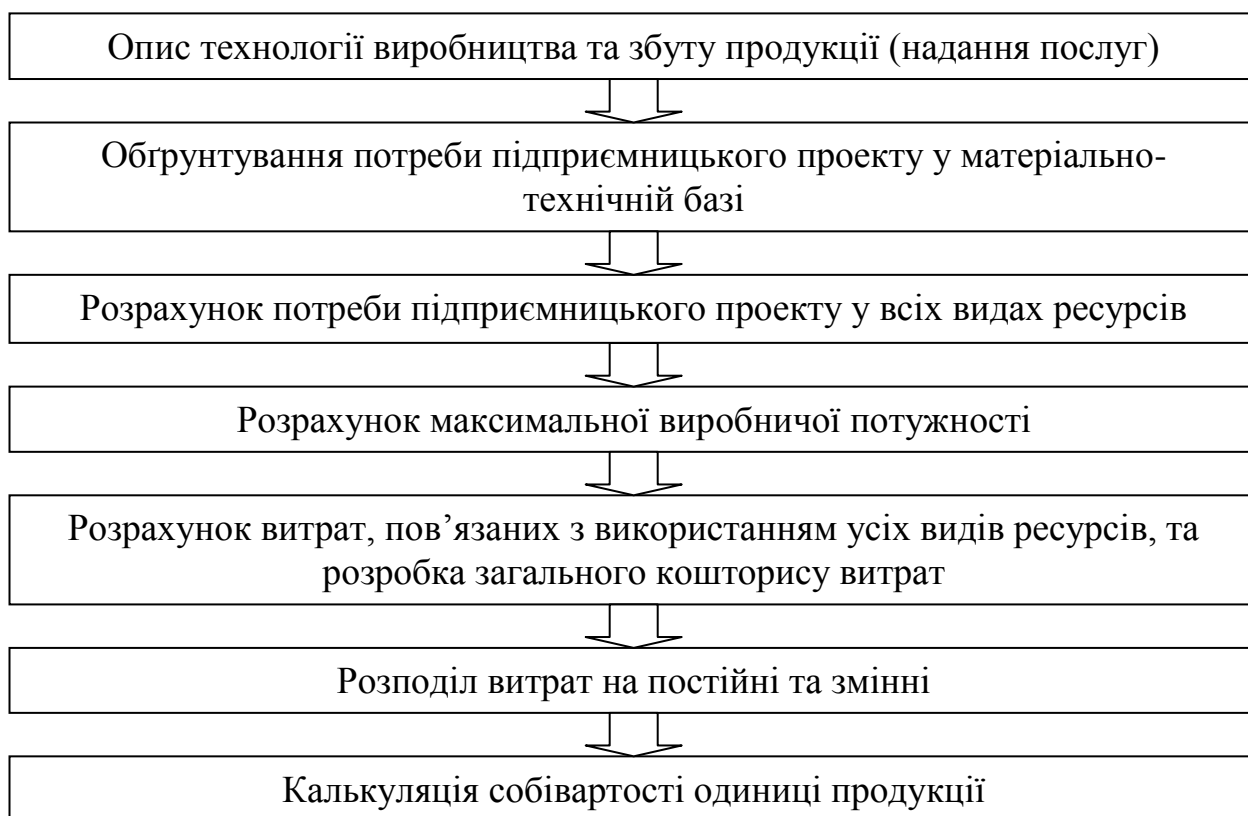 Опис технології виробництва та збуту продукції (надання послуг)
Обґрунтування потреби підприємницького проекту у матеріально-
технічній базі
Розрахунок потреби підприємницького проекту у всіх видах ресурсів
Розрахунок максимальної виробничої потужності
Розрахунок витрат, пов’язаних з використанням усіх видів ресурсів, та
розробка загального кошторису витрат
Розподіл витрат на постійні та змінні
Калькуляція собівартості одиниці продукції